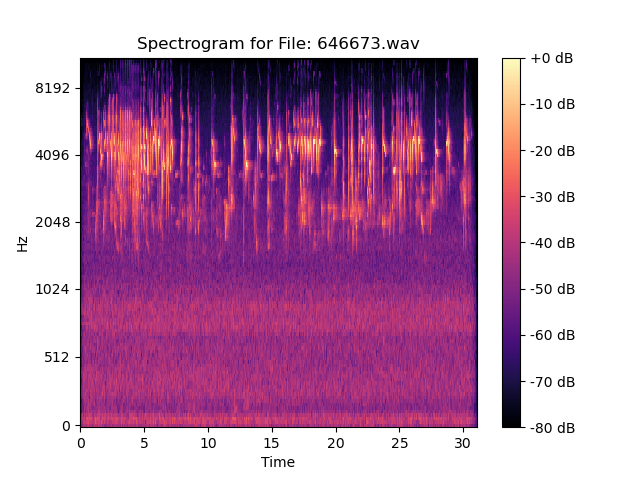 Spectrogram for File: 646673.wav
8192
4096
2048
1024
512
0
Hz
0 5 10 15 20 25 30
Time
+0 dB
-10 dB
-20 dB
-30 dB
-40 dB
-50 dB
-60 dB
-70 dB
-80 dB